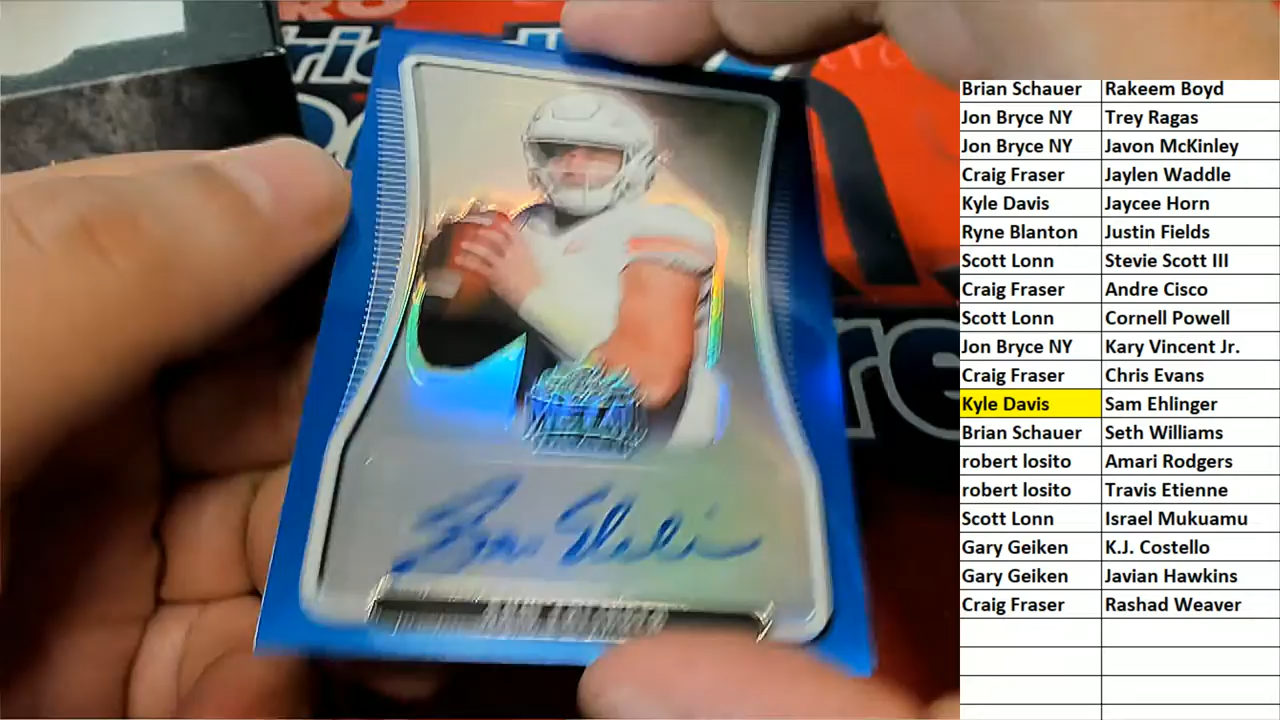 Brian Schauer Rakeem Boyd
Jon Bryce NY Trey Ragas
Jon Bryce NY Javon McKinley
Craig Fraser Jaylen Waddle
Kyle Davis Jaycee Horn
Ryne Blanton Justin Fields
Scott Lonn Stevie Scott III
Craig Fraser Andre Cisco
Scott Lonn Cornell Powell
Jon Bryce NY Kary Vincent Jr.
Craig Fraser Chris Evans
Kyle Davis Sam Ehlinger
Brian Schauer Seth Williams
robert losito Amari Rodgers
robert losito Travis Etienne
Scott Lonn Israel Mukuamu
Gary Geiken K.J. Costello
Gary Geiken Javian Hawkins
Craig Fraser Rashad Weaver
METAL
SAM EHLINGER